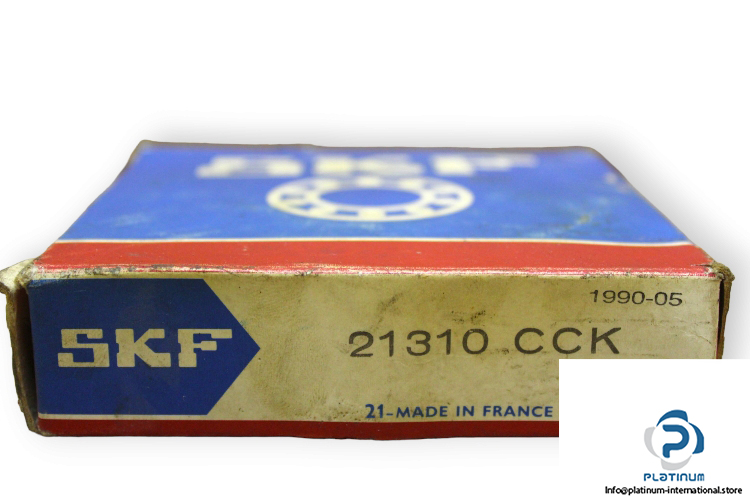 SKF
SKF
1990-05
21310 CCK
21-MADE IN FRANCE
PLATINUM
Info@platinum-international.store